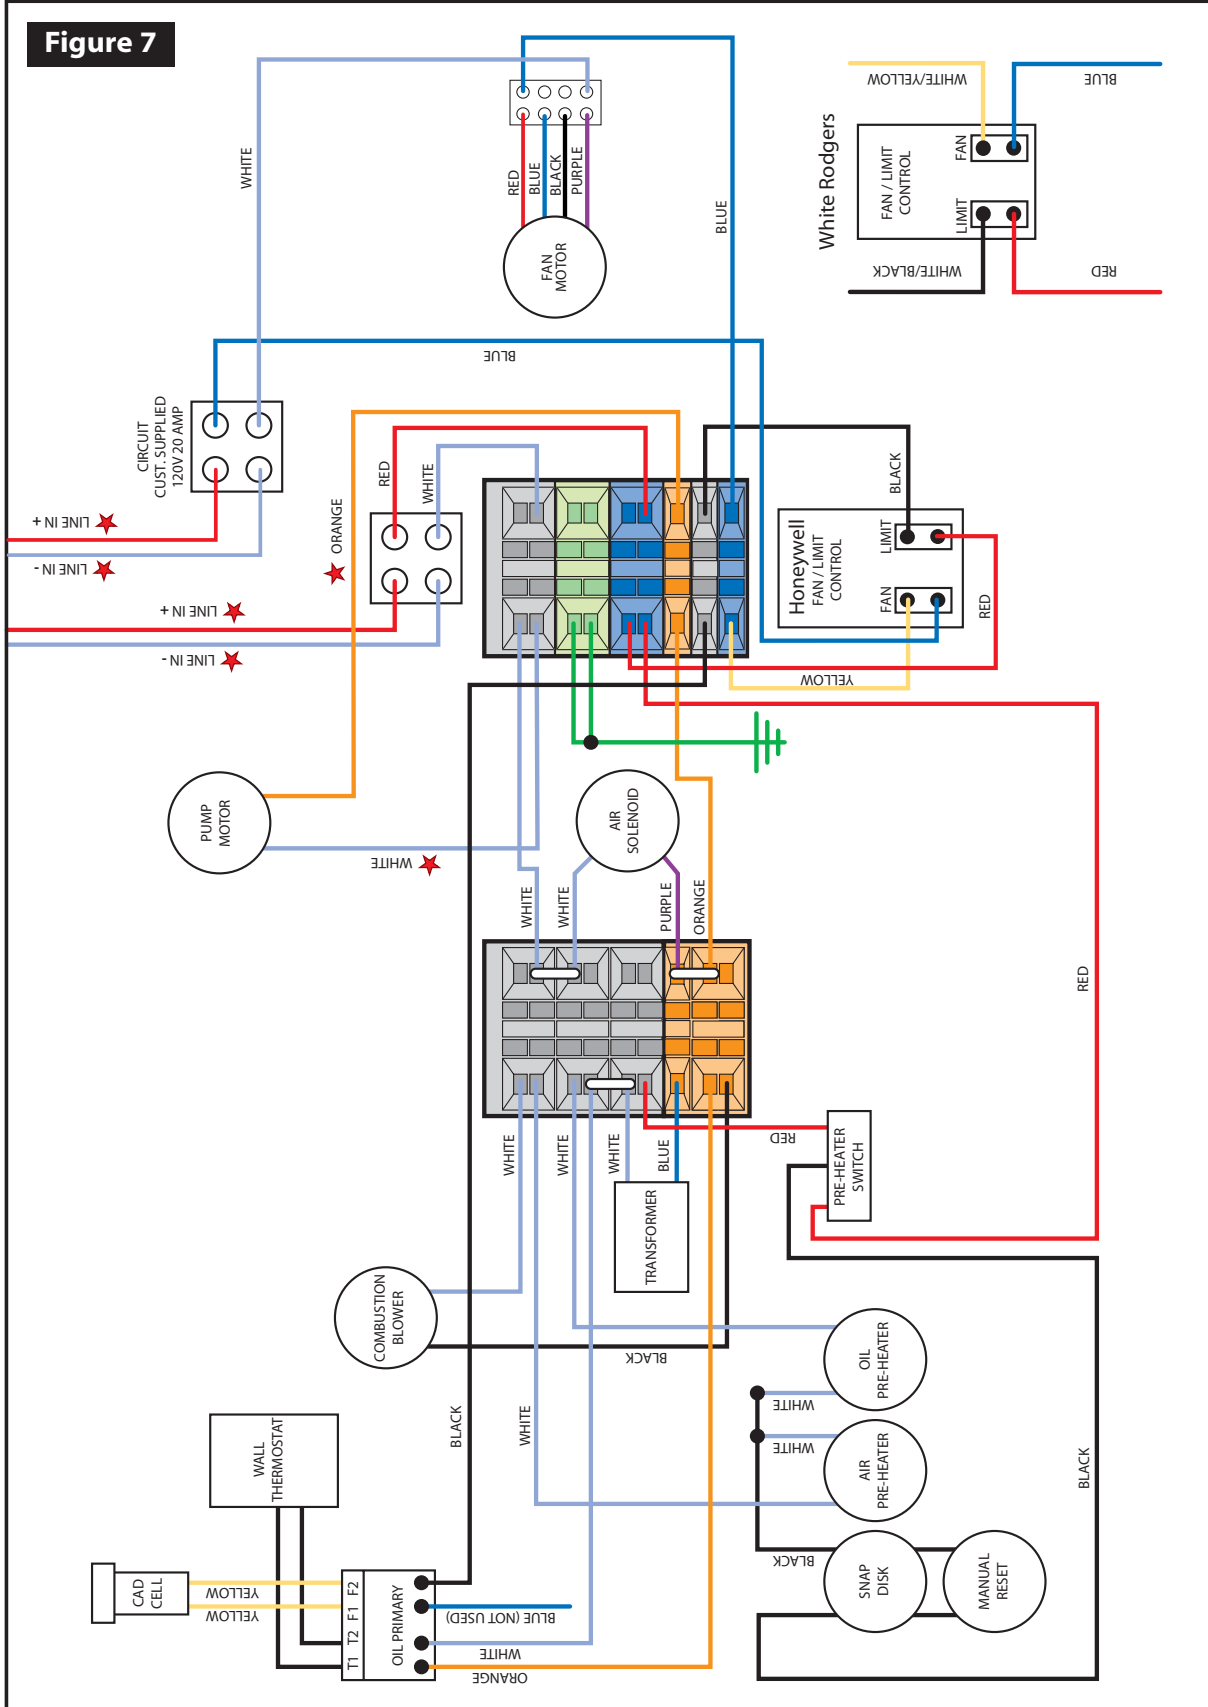 Figure 7
WHITE
RED
BLUE
BLACK
PURPLE
FAN
MOTOR
BLUE
WHITE/YELLOW
BLUE
White Rodgers
FAN / LIMIT
CONTROL
FAN
LIMIT
WHITE/BLACK
RED
BLUE
CIRCUIT
CUST. SUPPLIED
120V 20 AMP
LINE IN +
LINE IN -
ORANGE
RED
WHITE
LINE IN +
LINE IN -
BLACK
Honeywell
FAN / LIMIT
CONTROL
LIMIT
FAN
RED
YELLOW
PUMP
MOTOR
WHITE
AIR
SOLENOID
WHITE
WHITE
PURPLE
ORANGE
RED
WHITE
WHITE
WHITE
BLUE
RED
PRE-HEATER
SWITCH
TRANSFORMER
COMBUSTION
BLOWER
BLACK
OIL
PRE-HEATER
WHITE
WHITE
AIR
PRE-HEATER
BLACK
WHITE
BLACK
WALL
THERMOSTAT
CAD
CELL
YELLOW
YELLOW
T1
T2
F1
F2
OIL PRIMARY
BLUE (NOT USED)
WHITE
ORANGE
BLACK
SNAP
DISK
MANUAL
RESET